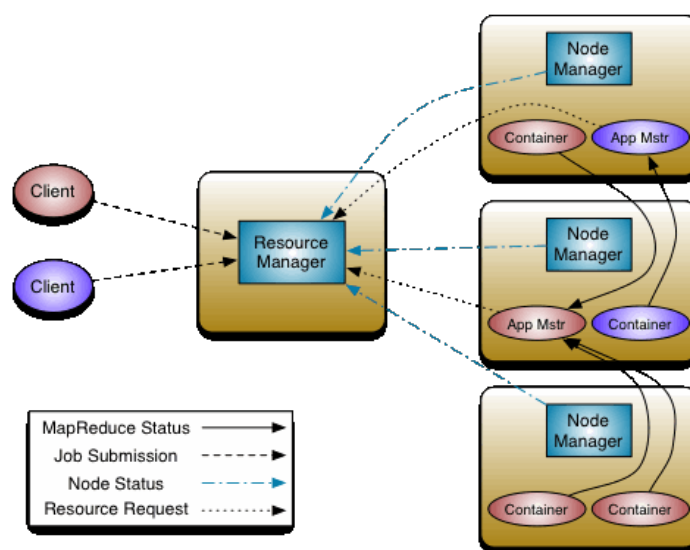 Node
Manager
Container
App Mstr
Client
Resource
Manager
Node
Manager
Client
App Mstr
Container
Node
Manager
MapReduce Status
Job Submission
Node Status
Resource Request
Container
Container